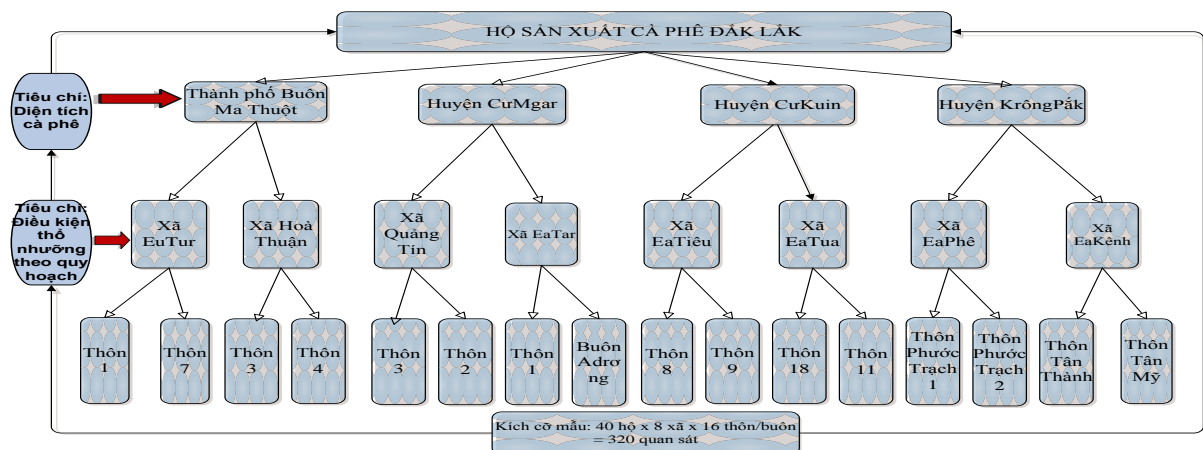 HỘ SẢN XUẤT CÀ PHÊ ĐẮK LẮK
Tiêu chí:
Diện tích
cà phê
Thành phố Buôn
Ma Thuột
Huyện CưMgar
Huyện CưKuin
Huyện KrôngPắk
Tiêu chí:
Điều kiện
thổ
nhưỡng
theo quy
hoạch
Xã
EuTur
Xã Hoà
Thuận
Xã
Quảng
Tín
Xã EaTar
Xã
EaTiêu
Xã
EaTua
Xã
EaPhê
Xã
EaKênh
Thôn
1
Thôn
7
Thôn
3
Thôn
4
Thôn
3
Thôn
2
Thôn
1
Buôn
Adrơ
ng
Thôn
8
Thôn
9
Thôn
18
Thôn
11
Thôn
Phước
Trạch
1
Thôn
Phước
Trạch
2
Thôn
Tân
Thành
Thôn
Tân
Mỹ
Kích cỡ mẫu: 40 hộ x 8 xã x 16 thôn/buôn
= 320 quan sát